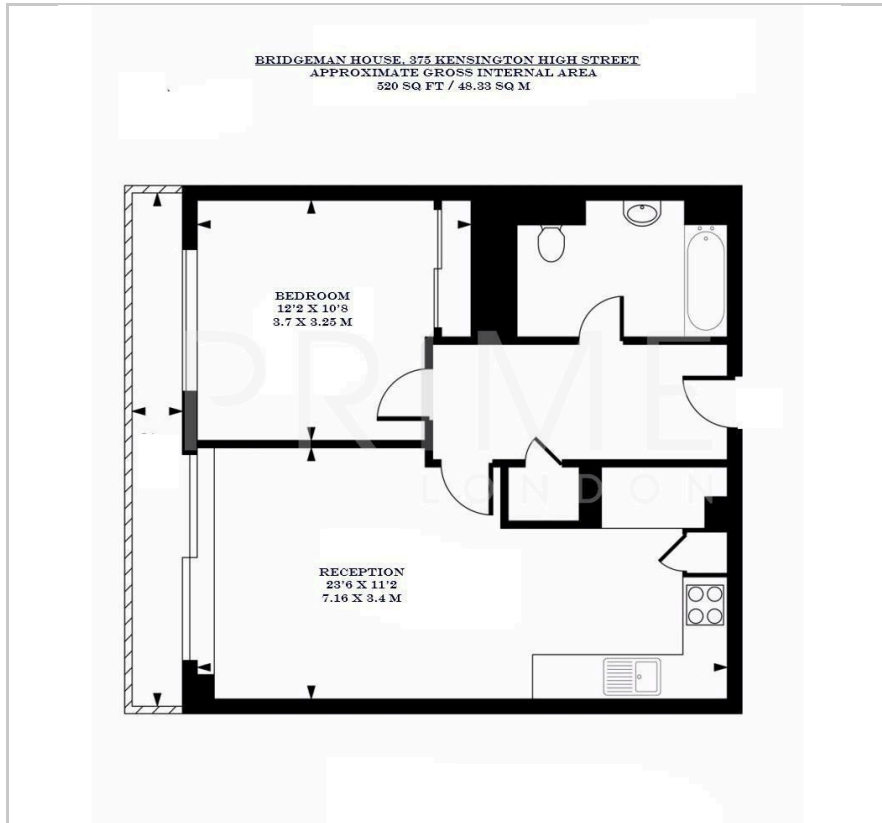 BRIDGEMAN HOUSE, 375 KENSINGTON HIGH STREET
APPROXIMATE GROSS INTERNAL AREA
520 SQ FT / 48.33 SQ M
BEDROOM
12'2 X 10'8
3.7 X 3.25 M
PRIME
LONDON
RECEPTION
23'6 X 11'2
7.16 X 3.4 M